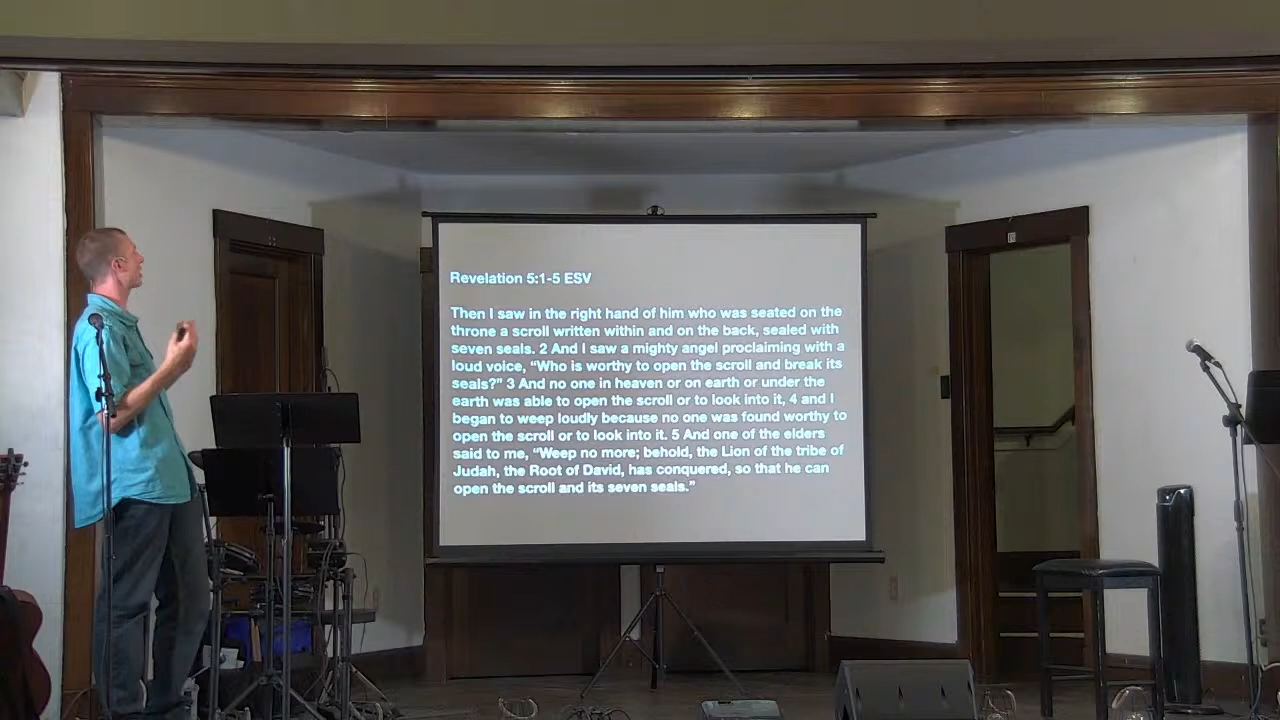 Revelation 5:1-5 ESV
Then I saw in the right hand of him who was seated on the
throne a scroll written within and on the back, sealed with
seven seals. 2 And I saw a mighty angel proclaiming with a
loud voice, “Who is worthy to open the scroll and break its
seals?” 3 And no one in heaven or on earth or under the
earth was able to open the scroll or to look into it, 4 and I
began to weep loudly because no one was found worthy to
open the scroll or to look into it. 5 And one of the elders
said to me, “Weep no more; behold, the Lion of the tribe of
Judah, the Root of David, has conquered, so that he can
open the scroll and its seven seals.”